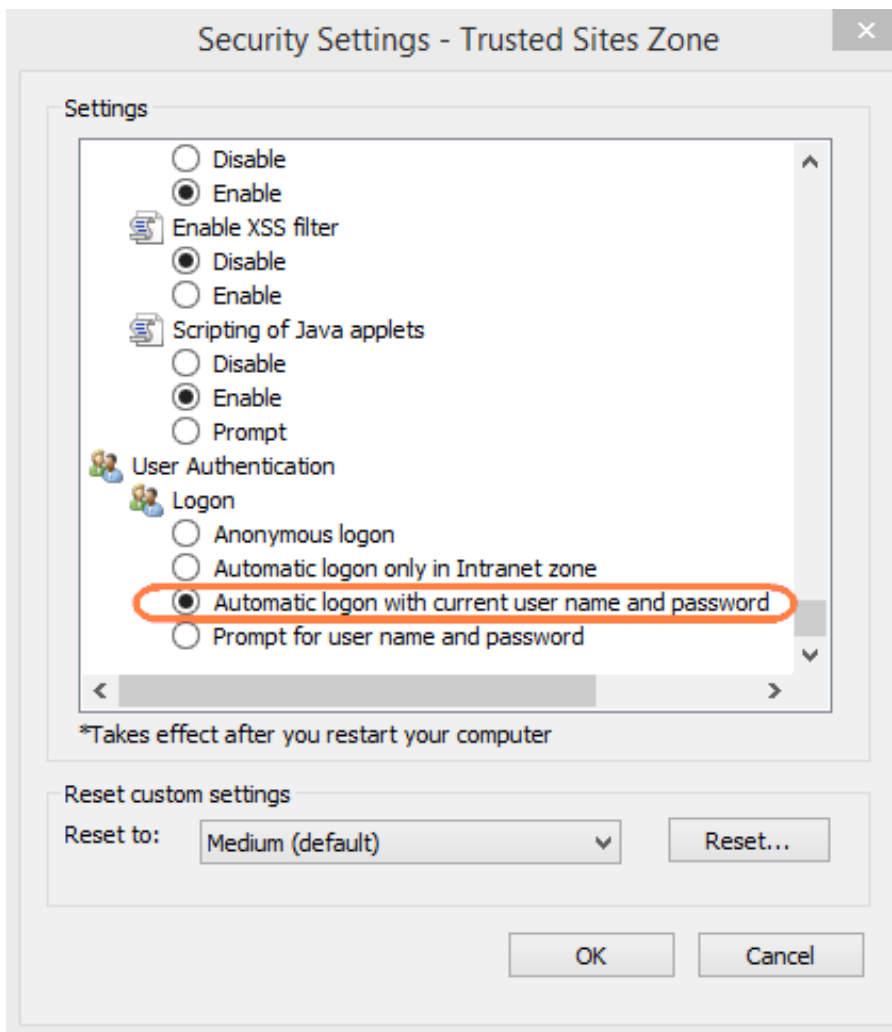 Security Settings - Trusted Sites Zone
Settings
Disable
Enable
Enable XSS filter
Disable
Enable
Scripting of Java applets
Disable
Enable
Prompt
User Authentication
Logon
Anonymous logon
Automatic logon only in Intranet zone
Automatic logon with current user name and password
Prompt for user name and password
*Takes effect after you restart your computer
Reset custom settings
Reset to: Medium (default) Reset...
OK Cancel